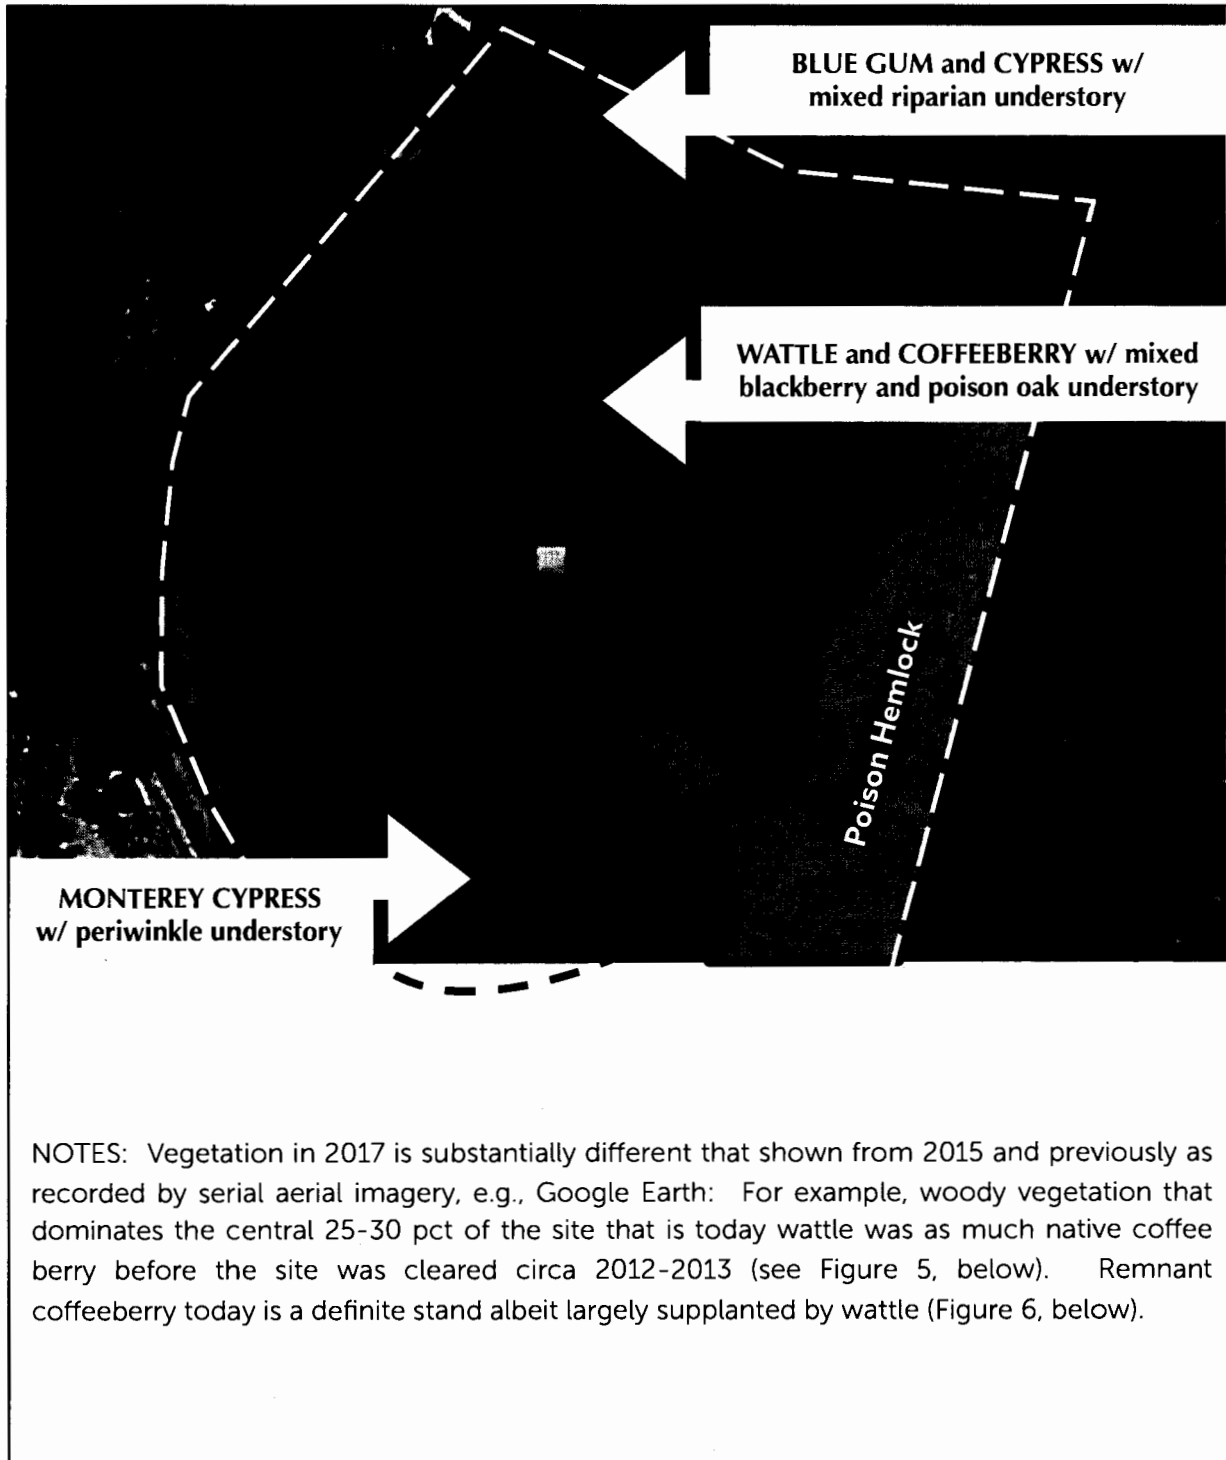 BLUE GUM and CYPRESS w/
mixed riparian understory
WATTLE and COFFEEBERRY w/ mixed
blackberry and poison oak understory
Poison Hemlock
MONTEREY CYPRESS
w/ periwinkle understory
NOTES: Vegetation in 2017 is substantially different that shown from 2015 and previously as
recorded by serial aerial imagery, e.g., Google Earth: For example, woody vegetation that
dominates the central 25-30 pct of the site that is today wattle was as much native coffee
berry before the site was cleared circa 2012-2013 (see Figure 5, below). Remnant
coffeeberry today is a definite stand albeit largely supplanted by wattle (Figure 6, below).